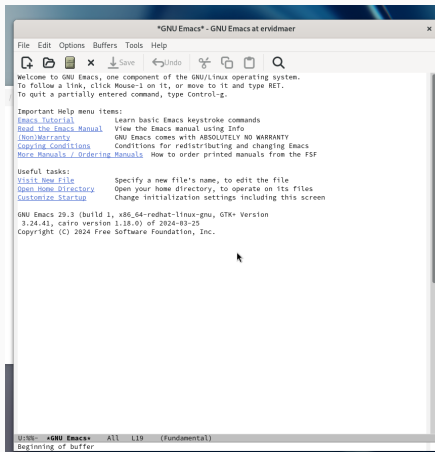 *GNU Emacs* - GNU Emacs at ervidmaer
File Edit Options Buffers Tools Help
Save Undo
Welcome to GNU Emacs, one component of the GNU/Linux operating system.
To follow a link, click Mouse-1 on it, or move to it and type RET.
To quit a partially entered command, type Control-g.
Important Help menu items:
Emacs Tutorial Learn basic Emacs keystroke commands
Read the Emacs Manual View the Emacs manual using Info
(Non)Warranty GNU Emacs comes with ABSOLUTELY NO WARRANTY
Copying Conditions Conditions for redistributing and changing Emacs
More Manuals / Ordering Manuals How to order printed manuals from the FSF
Useful tasks:
Visit New File Specify a new file's name, to edit the file
Open Home Directory Open your home directory, to operate on its files
Customize Startup Change initialization settings including this screen
GNU Emacs 29.3 (build 1, x86_64-redhat-linux-gnu, GTK+ Version
3.24.41, cairo version 1.18.0) of 2024-03-25
Copyright (C) 2024 Free Software Foundation, Inc.
U:%%- *GNU Emacs* All L19 (Fundamental)
Beginning of buffer